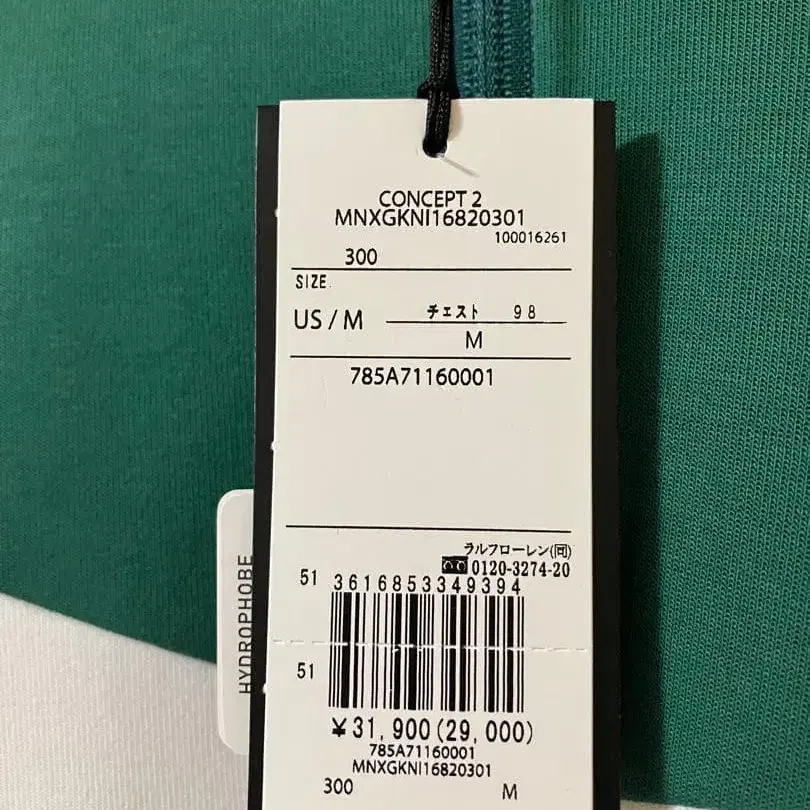 CONCEPT 2
MNXGKNI16820301
100016261
300
SIZE.
US / M
チェスト 98
M
785A71160001
ラルフローレン(同)
0120-3274-20
51
3616853349394
51
¥31,900(29,000)
785A71160001
MNXGKNI16820301
300 M
HYDROPHOBE